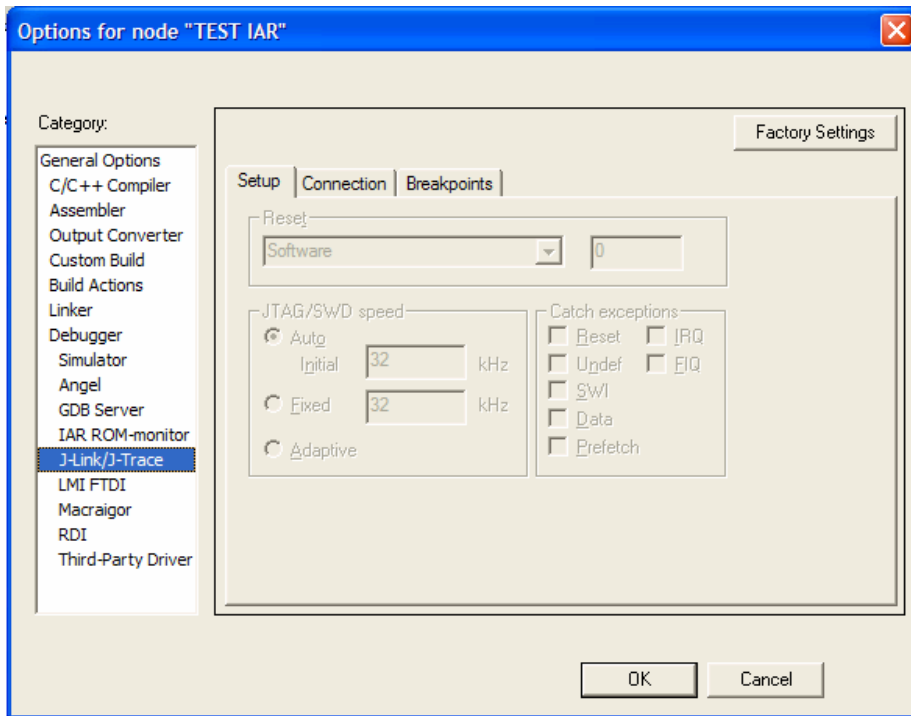 Options for node "TEST IAR"
Category:
Factory Settings
General Options
C/C++ Compiler
Assembler
Output Converter
Custom Build
Build Actions
Linker
Debugger
Simulator
Angel
GDB Server
IAR ROM-monitor
J-Link/J-Trace
LMI FTDI
Macraigor
RDI
Third-Party Driver
Setup Connection Breakpoints
Reset
Software 0
JTAG/SWD speed
Auto
Initial 32 kHz
Fixed 32 kHz
Adaptive
Catch exceptions
Reset IRQ
Undef FIQ
SWI
Data
Prefetch
OK Cancel